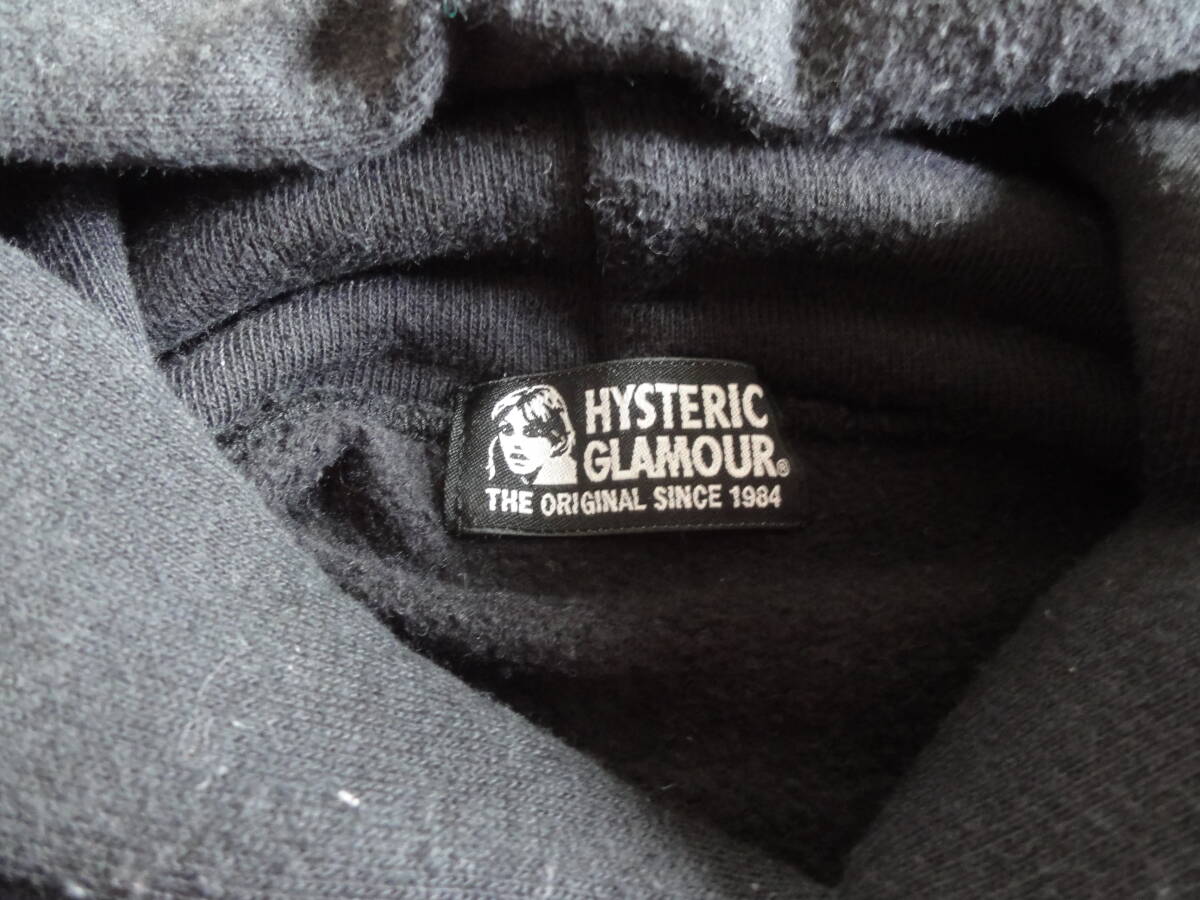 HYSTERIC
GLAMOUR®
THE ORIGINAL SINCE 1984